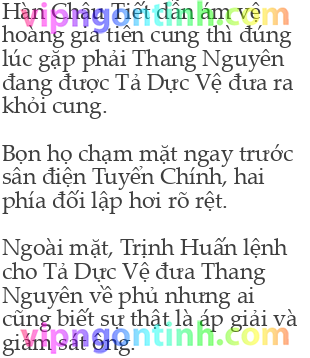 Hàn Châu Tiết dẫn ám vệ
vipngontinh.com
hoàng gia tiến cung thì đúng
lúc gặp phải Thang Nguyên
đang được Tả Dực Vệ đưa ra
khỏi cung.
Bọn họ chạm mặt ngay trước
sân điện Tuyển Chính, hai
phía đối lập hơi rõ rệt.
Ngoài mặt, Trịnh Huấn lệnh
cho Tả Dực Vệ đưa Thang
Nguyên về phủ nhưng ai
cũng biết sự thật là áp giải và
vipngontinh.com
giám sát ông.